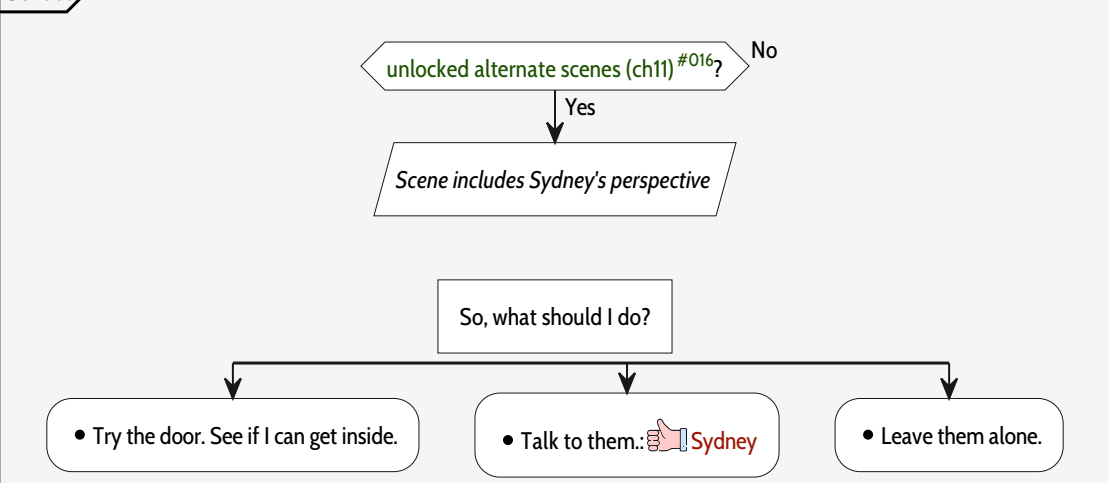 No
unlocked alternate scenes (ch11) #016?
Yes
Scene includes Sydney's perspective
So, what should I do?
• Try the door. See if I can get inside.
• Talk to them.: Sydney
• Leave them alone.